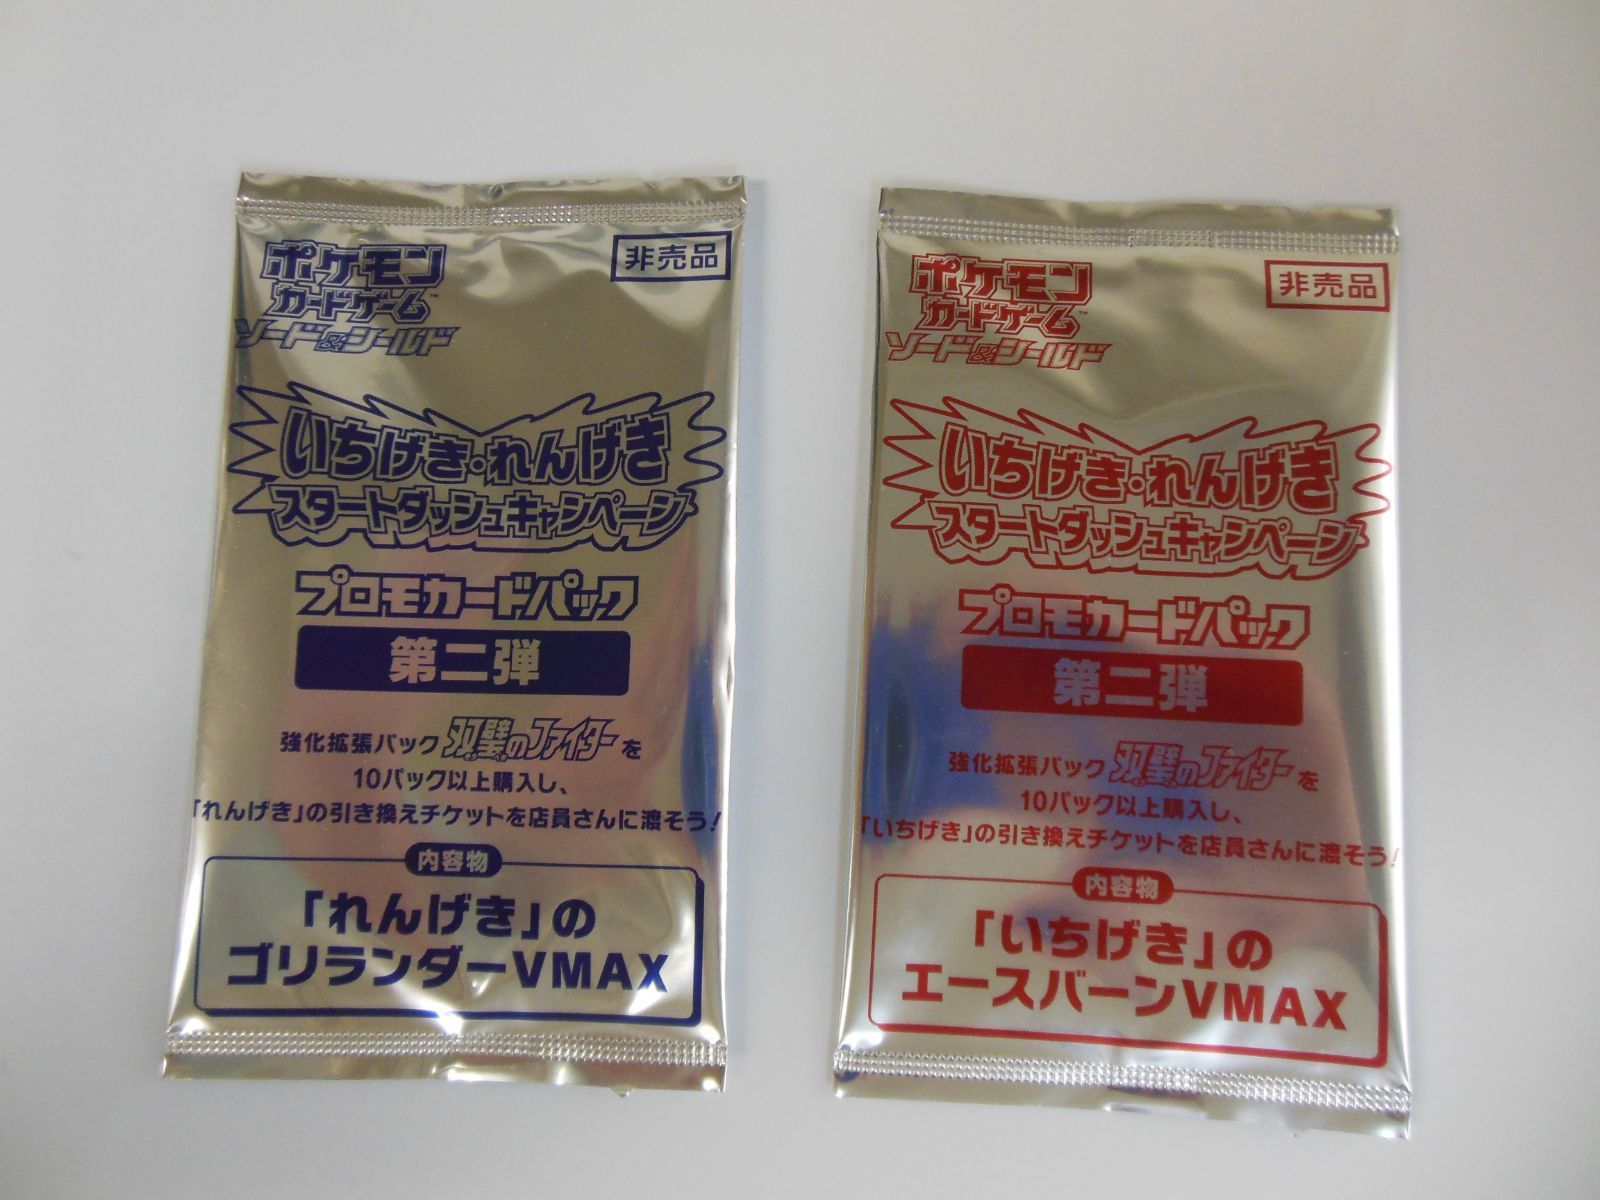 ポケモン
カードゲーム™
ソード&シールド
非売品
いちげき・れんげき
スタートダッシュキャンペーン
プロモカードパック
第二弾
強化拡張パック 双璧のファイターを
10パック以上購入し、
「れんげき」の引き換えチケットを店員さんに渡そう!
内容物
「れんげき」の
ゴリランダーVMAX
ポケモン
カードゲーム™
ソード&シールド
非売品
いちげき・れんげき
スタートダッシュキャンペーン
プロモカードパック
第二弾
強化拡張パック 双璧のファイターを
10パック以上購入し、
「いちげき」の引き換えチケットを店員さんに渡そう!
内容物
「いちげき」の
エースバーンVMAX